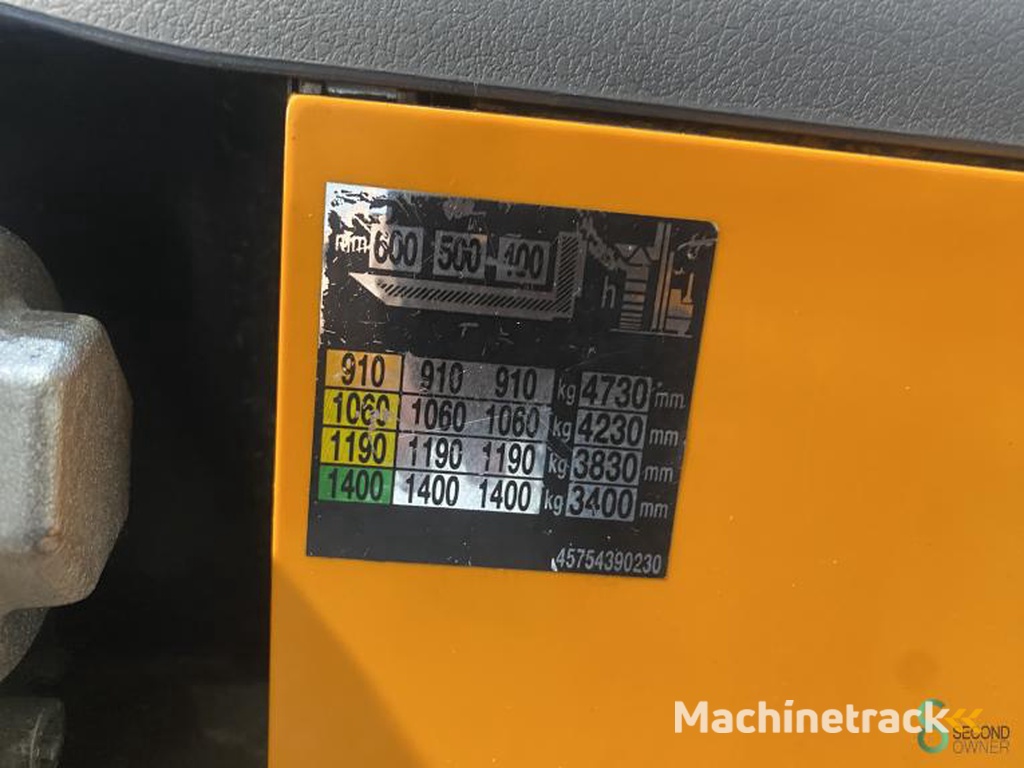 mm 600 500 400
h
910 910 910 kg 4730 mm
1060 1060 1060 kg 4230 mm
1190 1190 1190 kg 3830 mm
1400 1400 1400 kg 3400 mm
45754390230
Machinetrack
SECOND
OWNER